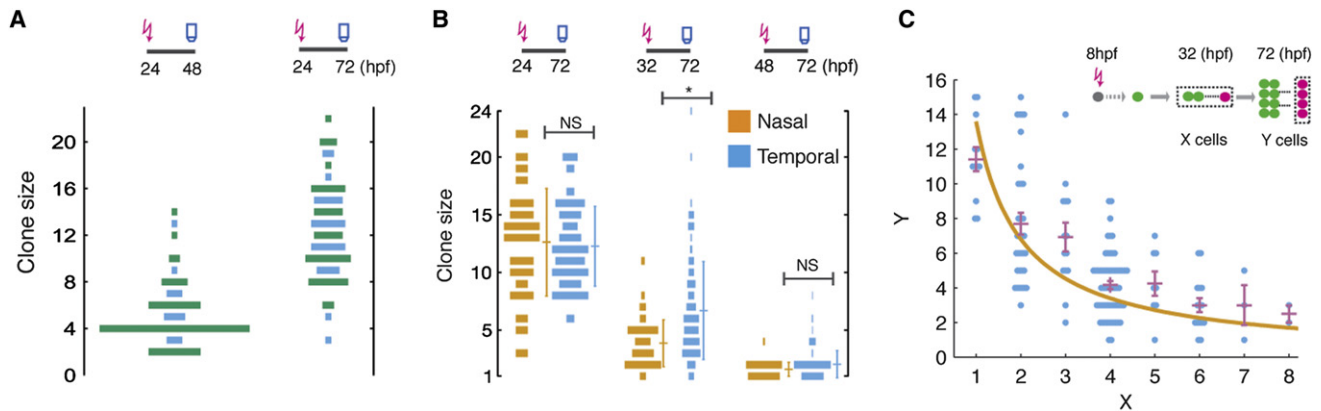 A
24 48
24 72 (hpf)
Clone size
20
16
12
8
4
0
B
24 72
32 72
48 72 (hpf)
*
NS
NS
Nasal
Temporal
Clone size
24
20
15
10
5
1
C
8hpf
32 (hpf)
72 (hpf)
X cells
Y cells
Y
16
14
12
10
8
6
4
2
0
1 2 3 4 5 6 7 8
X